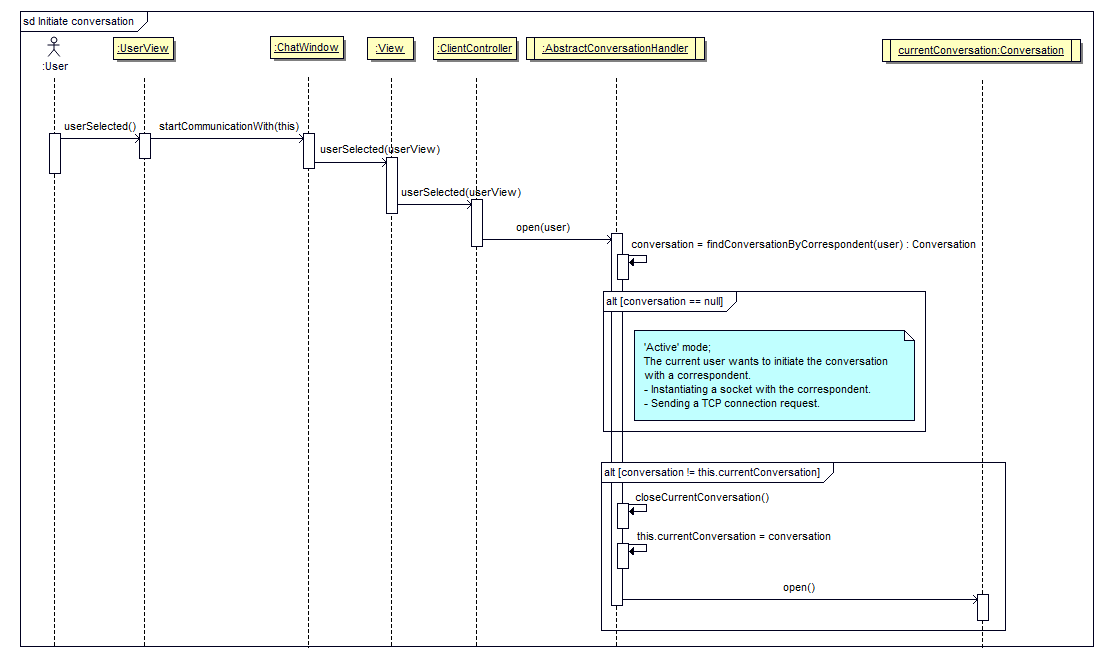 sd Initiate conversation
:User
:UserView
:ChatWindow
:View
:ClientController
:AbstractConversationHandler
currentConversation:Conversation
userSelected()
startCommunicationWith(this)
userSelected(userView)
userSelected(userView)
open(user)
conversation = findConversationByCorrespondent(user) : Conversation
alt [conversation == null]
'Active' mode;
The current user wants to initiate the conversation
with a correspondent.
- Instantiating a socket with the correspondent.
- Sending a TCP connection request.
alt [conversation != this.currentConversation]
closeCurrentConversation()
this.currentConversation = conversation
open()